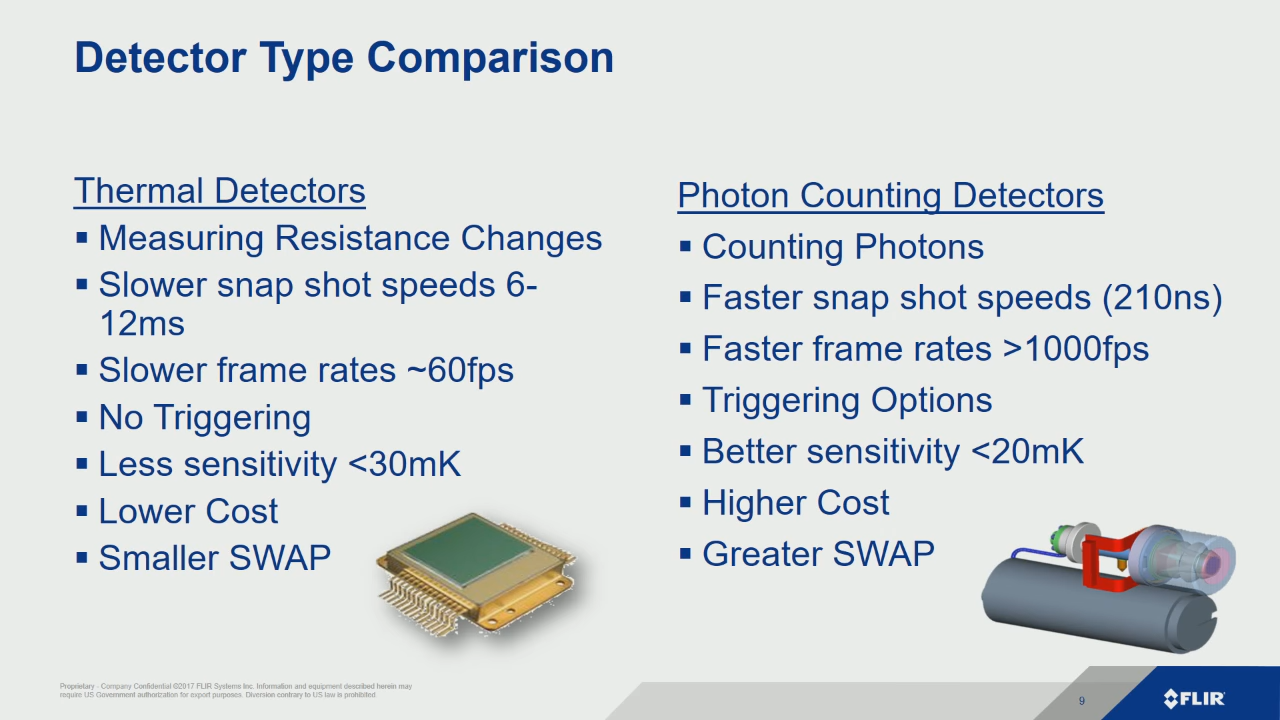 Detector Type Comparison
Thermal Detectors
▪ Measuring Resistance Changes
▪ Slower snap shot speeds 6-
12ms
▪ Slower frame rates ~60fps
▪ No Triggering
▪ Less sensitivity <30mK
▪ Lower Cost
▪ Smaller SWAP
Photon Counting Detectors
▪ Counting Photons
▪ Faster snap shot speeds (210ns)
▪ Faster frame rates >1000fps
▪ Triggering Options
▪ Better sensitivity <20mK
▪ Higher Cost
▪ Greater SWAP
Proprietary - Company Confidential ©2017 FLIR Systems Inc. Information and equipment described herein may
require US Government authorization for export purposes. Diversion contrary to US law is prohibited
9
FLIR